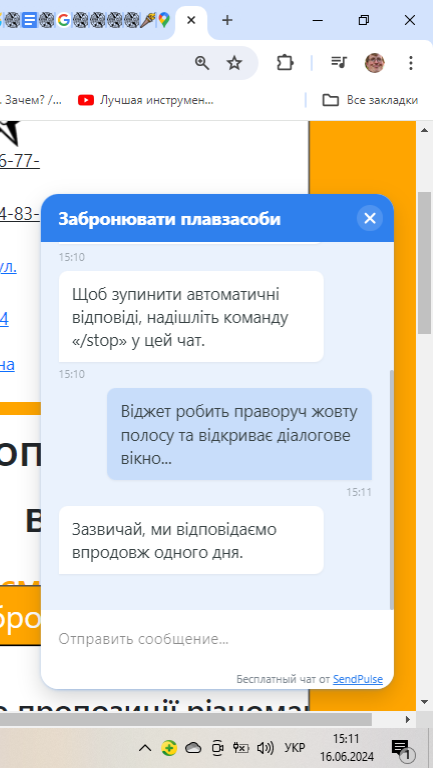 . Зачем? /...
Лучшая инструмен...
Все закладки
6-77-
4-83-
ул.
4
на
Забронювати плавзасоби
15:10
Щоб зупинити автоматичні
відповіді, надішліть команду
«/stop» у цей чат.
15:10
Віджет робить праворуч жовту
полосу та відкриває діалогове
вікно...
15:11
Зазвичай, ми відповідаємо
впродовж одного дня.
оп
в
бро
Отправить сообщение...
Бесплатный чат от SendPulse
УКР
15:11
16.06.2024
1